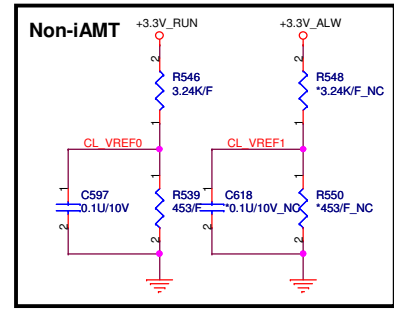 Non-iAMT
+3.3V_RUN
+3.3V_ALW
2
2
R546
3.24K/F
R548
*3.24K/F_NC
1
1
CL_VREF0
CL_VREF1
1
1
1
1
C597
0.1U/10V
R539
453/F
C618
*0.1U/10V_NC
R550
*453/F_NC
2
2
2
2